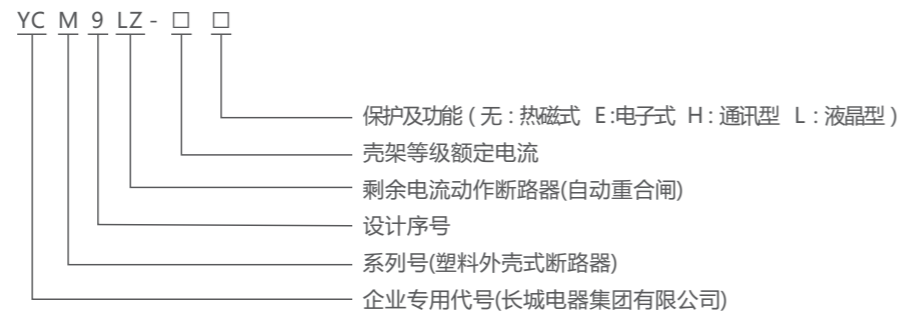 YC M 9 LZ - □ □
保护及功能 ( 无 : 热磁式 E :电子式 H : 通讯型 L : 液晶型 )
壳架等级额定电流
剩余电流动作断路器(自动重合闸)
设计序号
系列号(塑料外壳式断路器)
企业专用代号(长城电器集团有限公司)